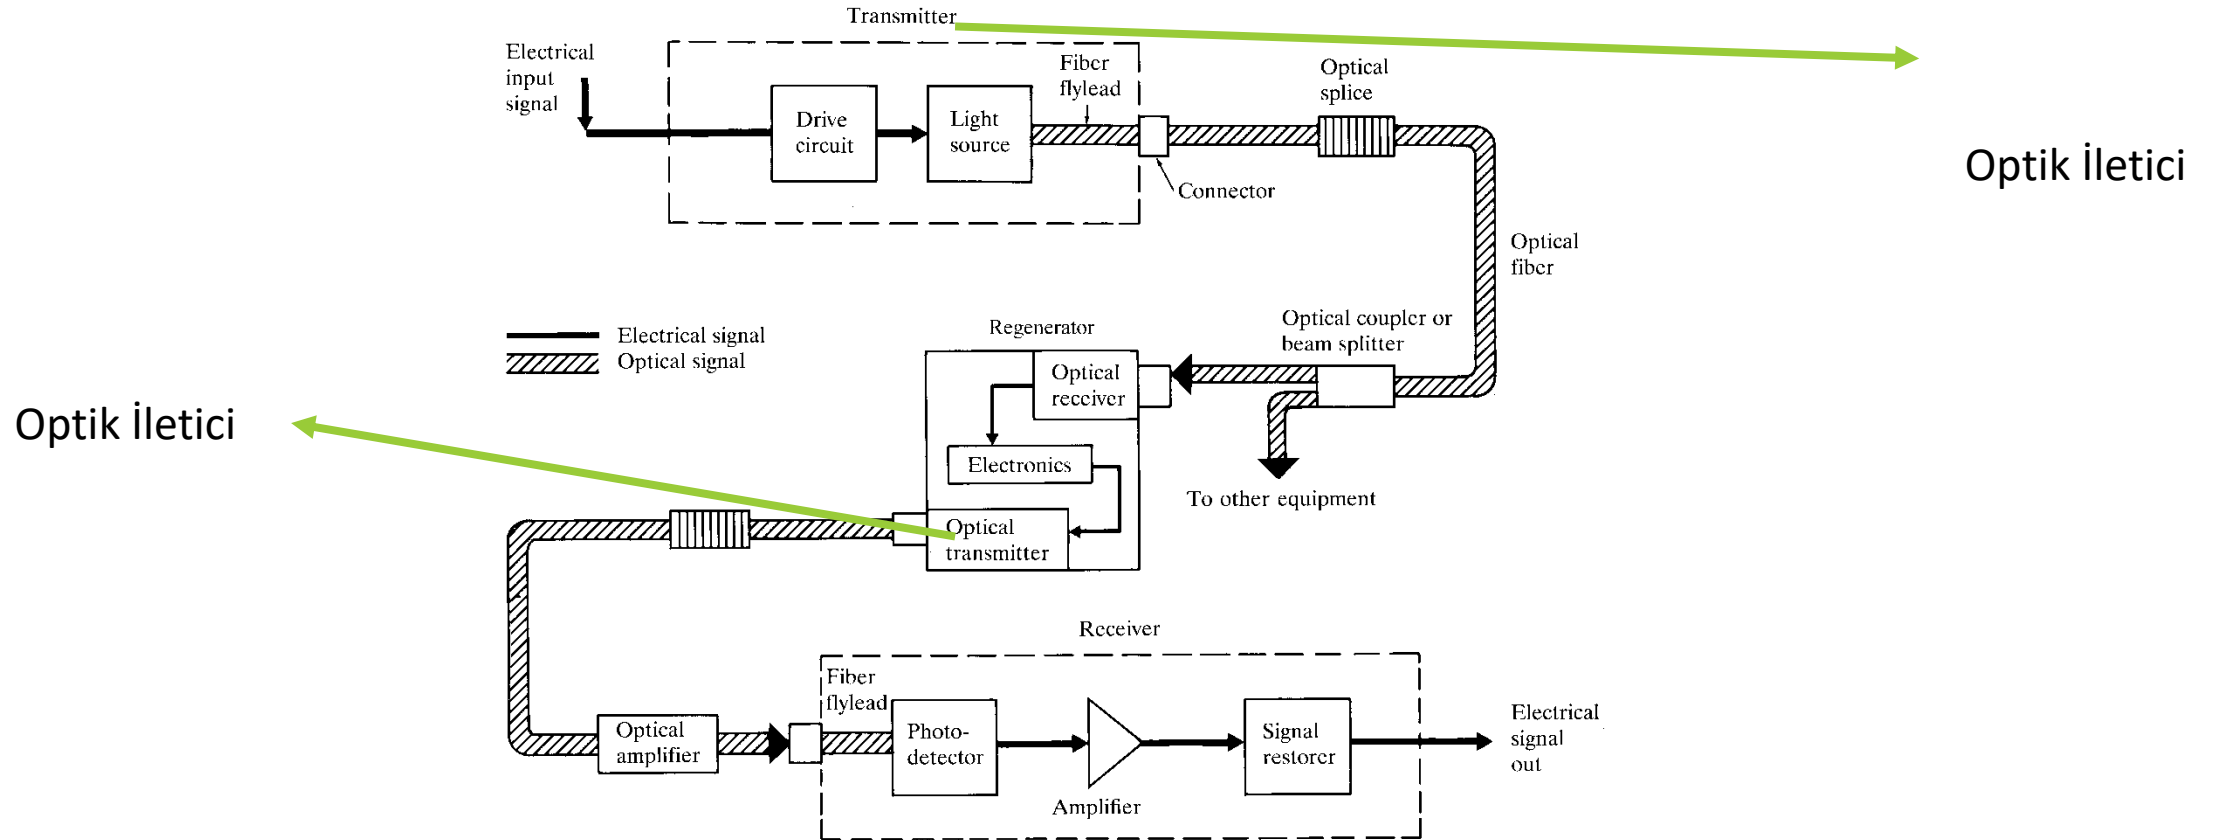 Transmitter
Electrical
input
signal
Drive
circuit
Light
source
Fiber
flylead
Connector
Optical
splice
Optik İletici
Optical
fiber
Electrical signal
Optical signal
Regenerator
Optical
receiver
Electronics
Optical
transmitter
Optical coupler or
beam splitter
To other equipment
Optik İletici
Receiver
Optical
amplifier
Fiber
flylead
Photo-
detector
Amplifier
Signal
restorer
Electrical
signal
out